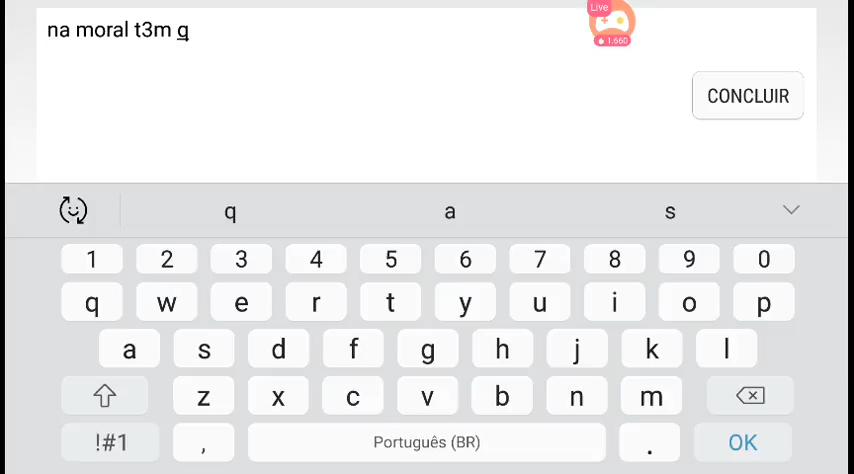 na moral t3m q
Live
1.660
CONCLUIR
q a s
1 2 3 4 5 6 7 8 9 0
q w e r t y u i o p
a s d f g h j k l
z x c v b n m
!#1 , Português (BR) . OK